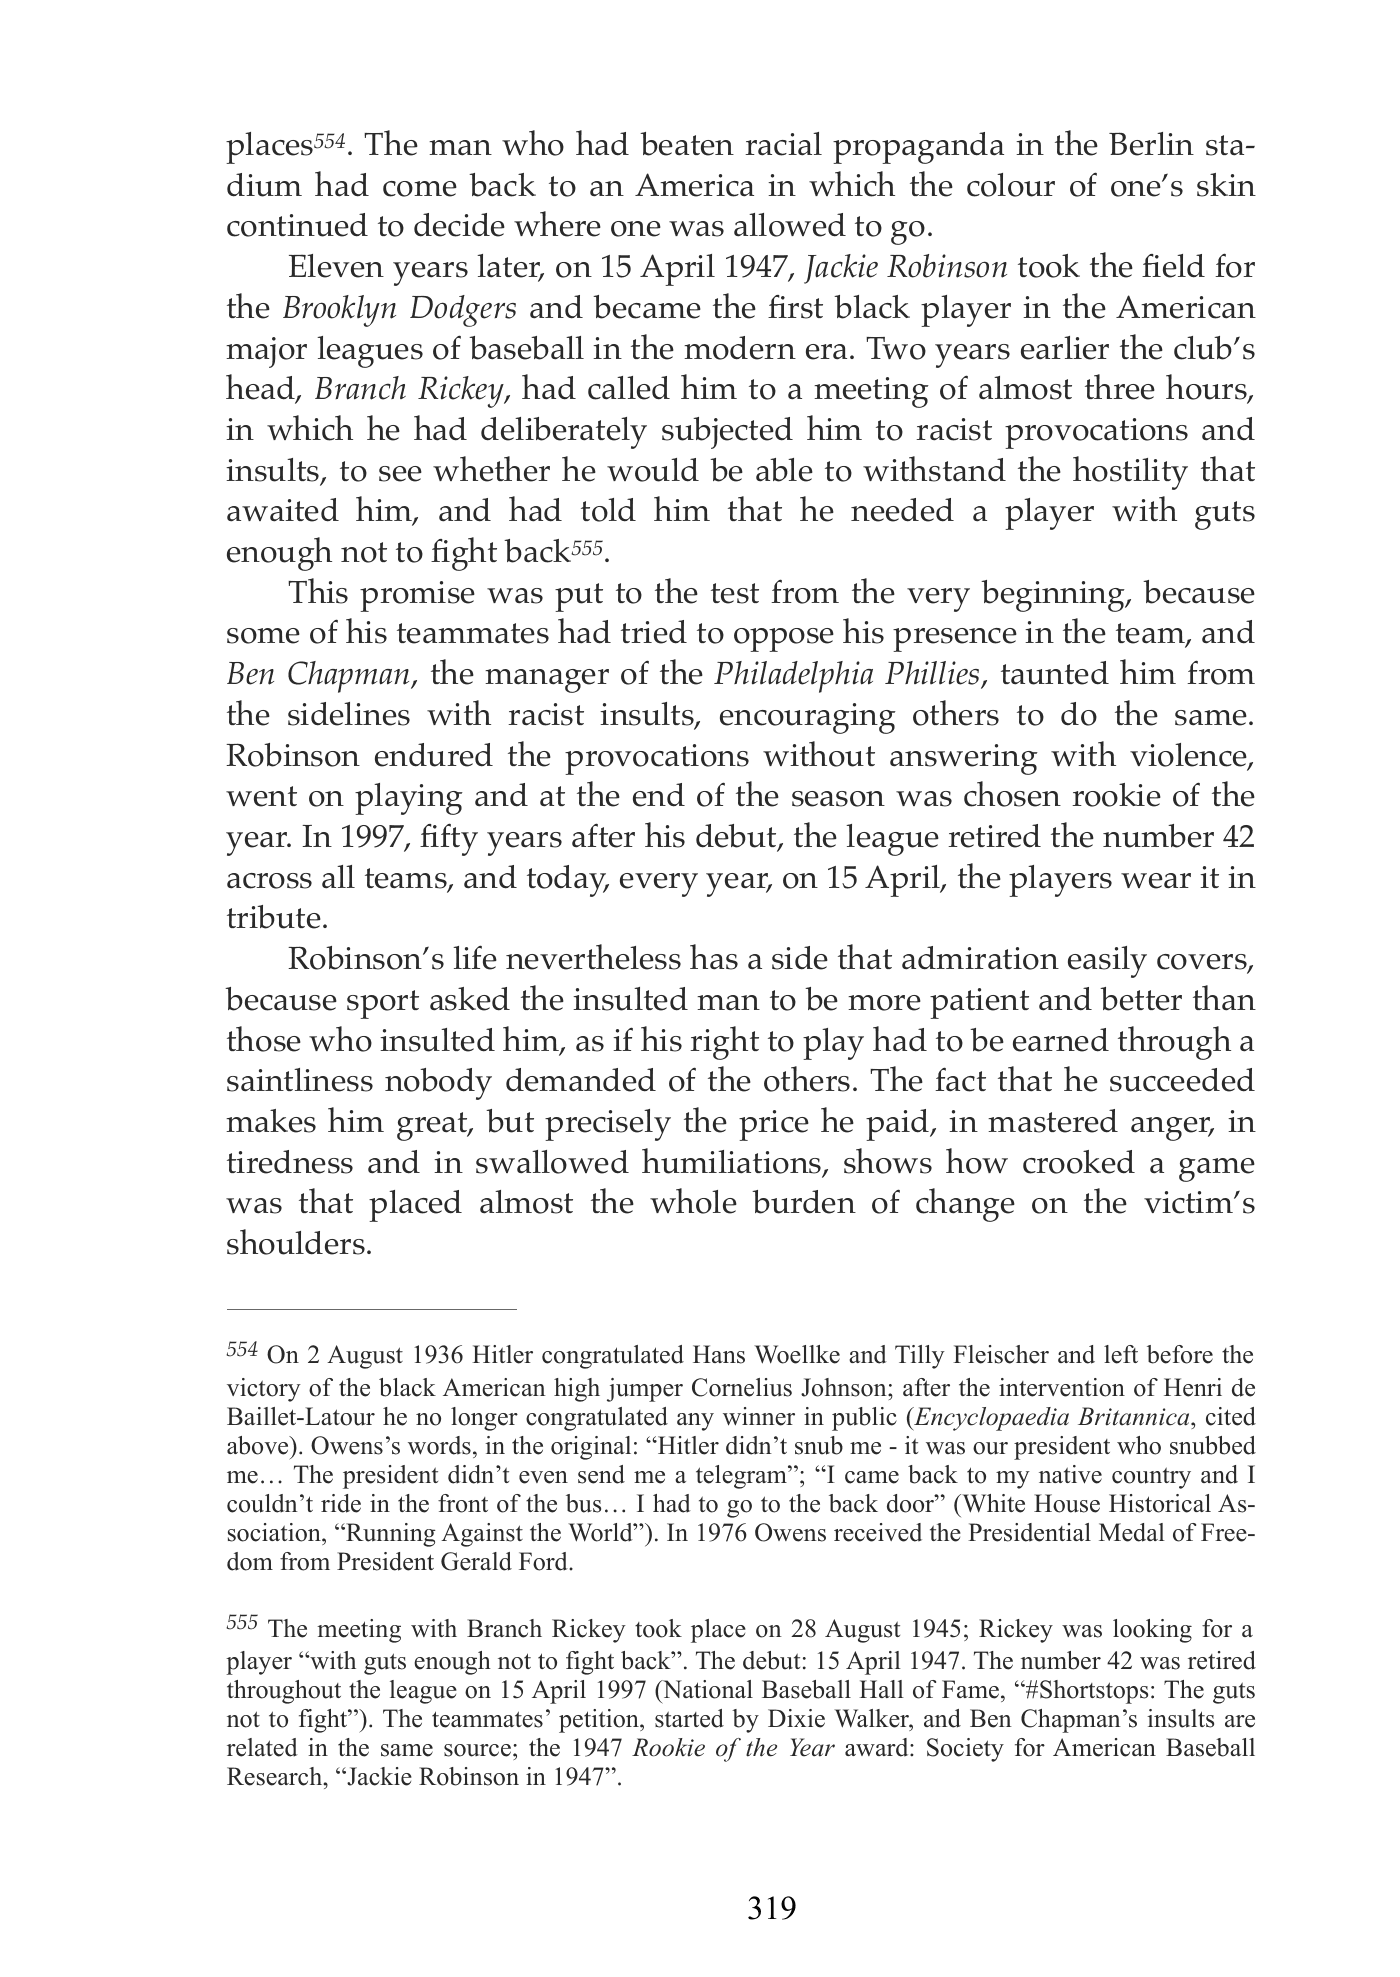 places554. The man who had beaten racial propaganda in the Berlin sta-
dium had come back to an America in which the colour of one’s skin
continued to decide where one was allowed to go.
Eleven years later, on 15 April 1947, Jackie Robinson took the field for
the Brooklyn Dodgers and became the first black player in the American
major leagues of baseball in the modern era. Two years earlier the club’s
head, Branch Rickey, had called him to a meeting of almost three hours,
in which he had deliberately subjected him to racist provocations and
insults, to see whether he would be able to withstand the hostility that
awaited him, and had told him that he needed a player with guts
enough not to fight back555.
This promise was put to the test from the very beginning, because
some of his teammates had tried to oppose his presence in the team, and
Ben Chapman, the manager of the Philadelphia Phillies, taunted him from
the sidelines with racist insults, encouraging others to do the same.
Robinson endured the provocations without answering with violence,
went on playing and at the end of the season was chosen rookie of the
year. In 1997, fifty years after his debut, the league retired the number 42
across all teams, and today, every year, on 15 April, the players wear it in
tribute.
Robinson’s life nevertheless has a side that admiration easily covers,
because sport asked the insulted man to be more patient and better than
those who insulted him, as if his right to play had to be earned through a
saintliness nobody demanded of the others. The fact that he succeeded
makes him great, but precisely the price he paid, in mastered anger, in
tiredness and in swallowed humiliations, shows how crooked a game
was that placed almost the whole burden of change on the victim’s
shoulders.
554 On 2 August 1936 Hitler congratulated Hans Woellke and Tilly Fleischer and left before the
victory of the black American high jumper Cornelius Johnson; after the intervention of Henri de
Baillet-Latour he no longer congratulated any winner in public (Encyclopaedia Britannica, cited
above). Owens’s words, in the original: “Hitler didn’t snub me - it was our president who snubbed
me… The president didn’t even send me a telegram”; “I came back to my native country and I
couldn’t ride in the front of the bus… I had to go to the back door” (White House Historical As-
sociation, “Running Against the World”). In 1976 Owens received the Presidential Medal of Free-
dom from President Gerald Ford.
555 The meeting with Branch Rickey took place on 28 August 1945; Rickey was looking for a
player “with guts enough not to fight back”. The debut: 15 April 1947. The number 42 was retired
throughout the league on 15 April 1997 (National Baseball Hall of Fame, “#Shortstops: The guts
not to fight”). The teammates’ petition, started by Dixie Walker, and Ben Chapman’s insults are
related in the same source; the 1947 Rookie of the Year award: Society for American Baseball
Research, “Jackie Robinson in 1947”.
319